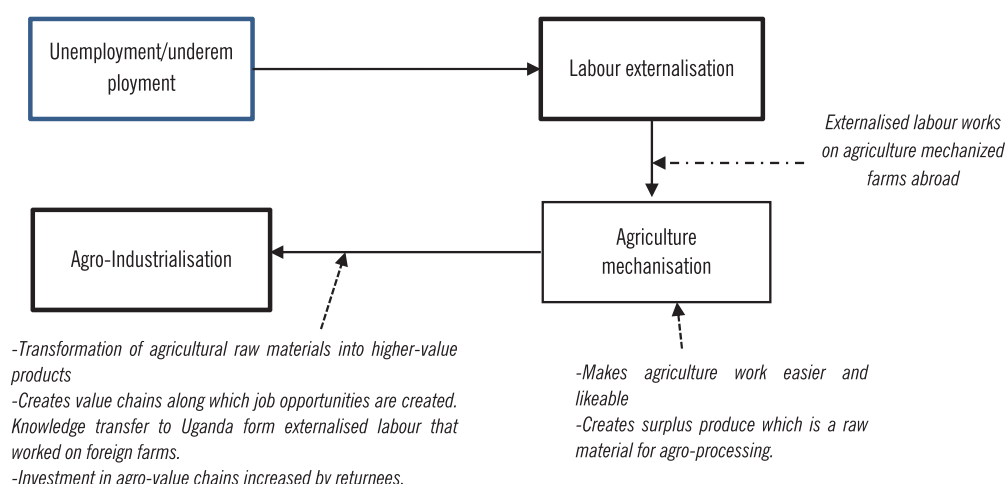 Unemployment/underem
ployment
Labour externalisation
Externalised labour works
on agriculture mechanized
farms abroad
Agro-Industrialisation
Agriculture
mechanisation
-Transformation of agricultural raw materials into higher-value
products
-Creates value chains along which job opportunities are created.
Knowledge transfer to Uganda form externalised labour that
worked on foreign farms.
-Investment in agro-value chains increased by returnees.
-Makes agriculture work easier and
likeable
-Creates surplus produce which is a raw
material for agro-processing.